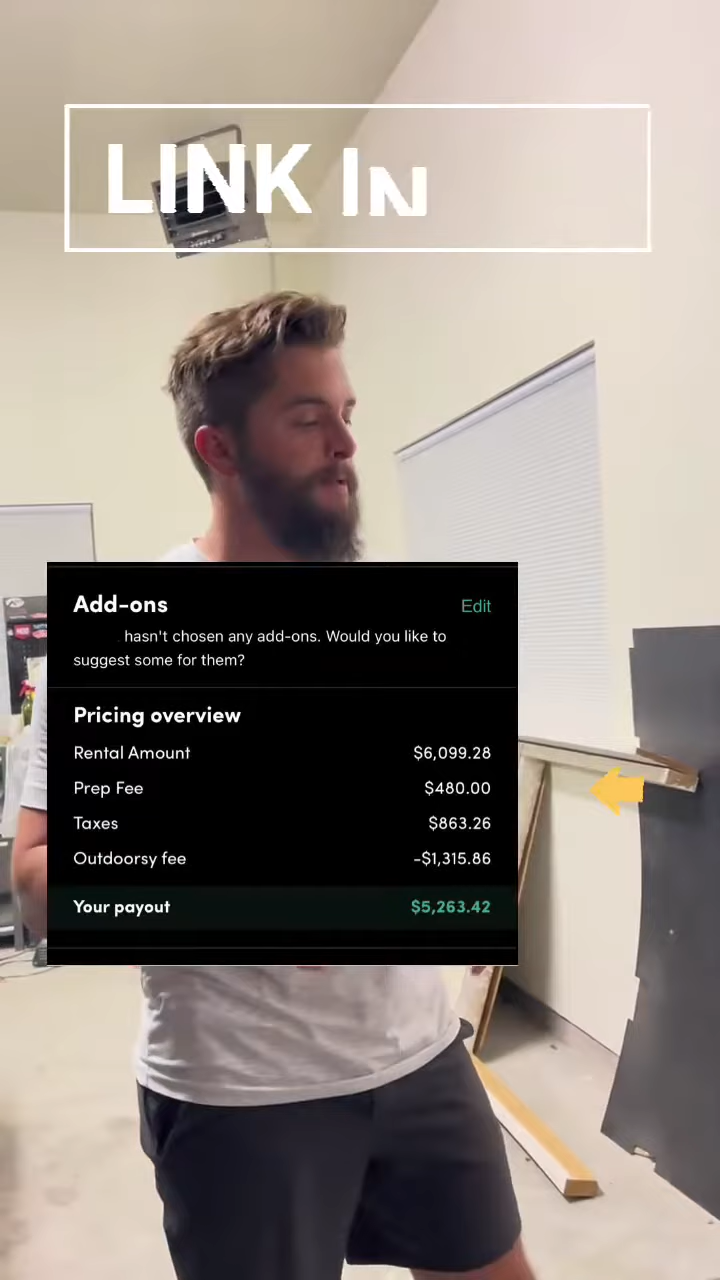 LINK IN
Add-ons
Edit
hasn't chosen any add-ons. Would you like to
suggest some for them?
Pricing overview
Rental Amount $6,099.28
Prep Fee $480.00
Taxes $863.26
Outdoorsy fee -$1,315.86
Your payout $5,263.42